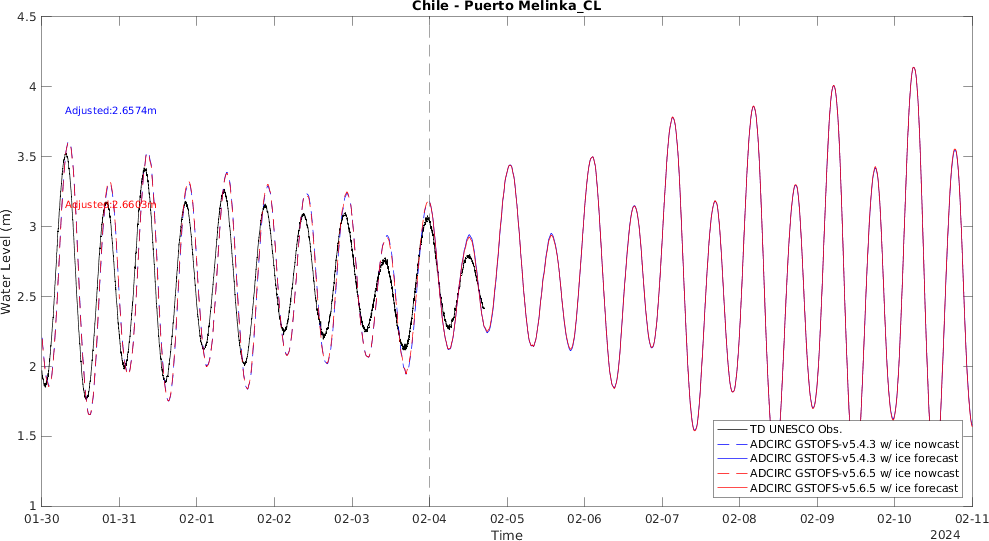 Chile - Puerto Melinka_CL
4.5
4
3.5
3
2.5
2
1.5
1
Water Level (m)
Adjusted:2.6574m
Adjusted:2.6603m
TD UNESCO Obs.
ADCIRC GSTOFS-v5.4.3 w/ ice nowcast
ADCIRC GSTOFS-v5.4.3 w/ ice forecast
ADCIRC GSTOFS-v5.6.5 w/ ice nowcast
ADCIRC GSTOFS-v5.6.5 w/ ice forecast
01-30 01-31 02-01 02-02 02-03 02-04 02-05 02-06 02-07 02-08 02-09 02-10 02-11
Time
2024